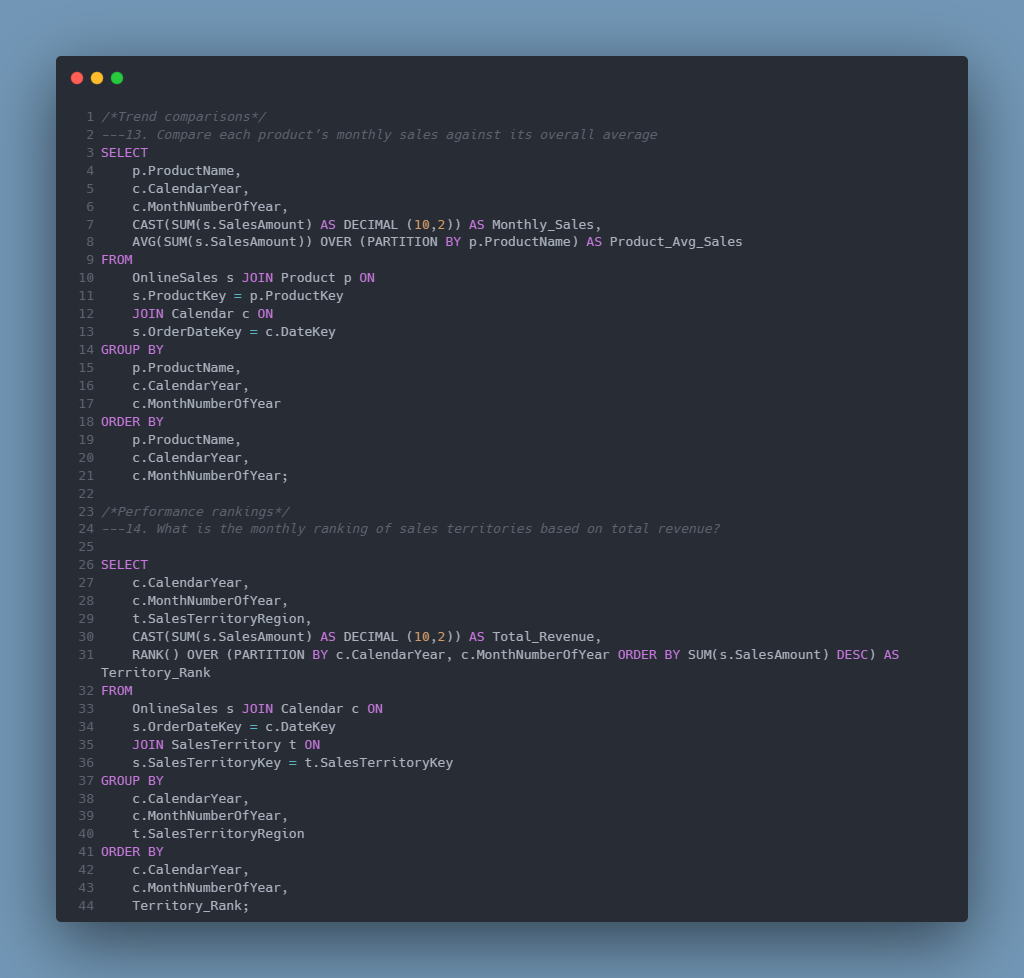 1 /*Trend comparisons*/
2 ---13. Compare each product’s monthly sales against its overall average
3 SELECT
4     p.ProductName,
5     c.CalendarYear,
6     c.MonthNumberOfYear,
7     CAST(SUM(s.SalesAmount) AS DECIMAL (10,2)) AS Monthly_Sales,
8     AVG(SUM(s.SalesAmount)) OVER (PARTITION BY p.ProductName) AS Product_Avg_Sales
9 FROM
10     OnlineSales s JOIN Product p ON
11     s.ProductKey = p.ProductKey
12     JOIN Calendar c ON
13     s.OrderDateKey = c.DateKey
14 GROUP BY
15     p.ProductName,
16     c.CalendarYear,
17     c.MonthNumberOfYear
18 ORDER BY
19     p.ProductName,
20     c.CalendarYear,
21     c.MonthNumberOfYear;
22
23 /*Performance rankings*/
24 ---14. What is the monthly ranking of sales territories based on total revenue?
25
26 SELECT
27     c.CalendarYear,
28     c.MonthNumberOfYear,
29     t.SalesTerritoryRegion,
30     CAST(SUM(s.SalesAmount) AS DECIMAL (10,2)) AS Total_Revenue,
31     RANK() OVER (PARTITION BY c.CalendarYear, c.MonthNumberOfYear ORDER BY SUM(s.SalesAmount) DESC) AS
Territory_Rank
32 FROM
33     OnlineSales s JOIN Calendar c ON
34     s.OrderDateKey = c.DateKey
35     JOIN SalesTerritory t ON
36     s.SalesTerritoryKey = t.SalesTerritoryKey
37 GROUP BY
38     c.CalendarYear,
39     c.MonthNumberOfYear,
40     t.SalesTerritoryRegion
41 ORDER BY
42     c.CalendarYear,
43     c.MonthNumberOfYear,
44     Territory_Rank;